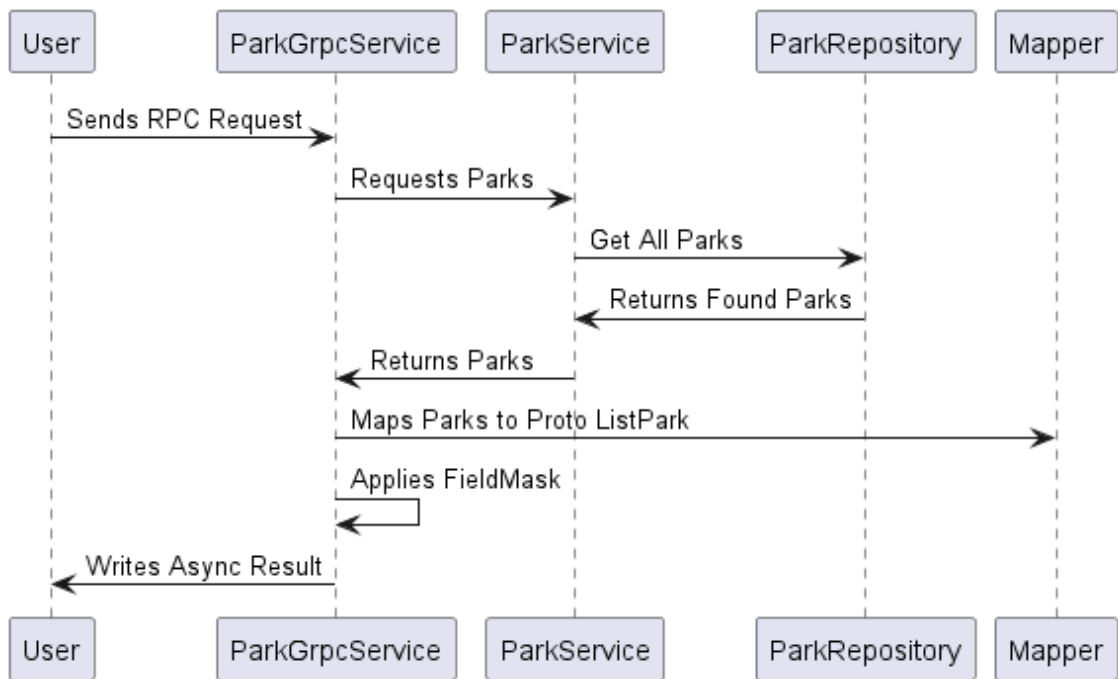 User ParkGrpcService ParkService ParkRepository Mapper
Sends RPC Request
Requests Parks
Get All Parks
Returns Found Parks
Returns Parks
Maps Parks to Proto ListPark
Applies FieldMask
Writes Async Result
User ParkGrpcService ParkService ParkRepository Mapper